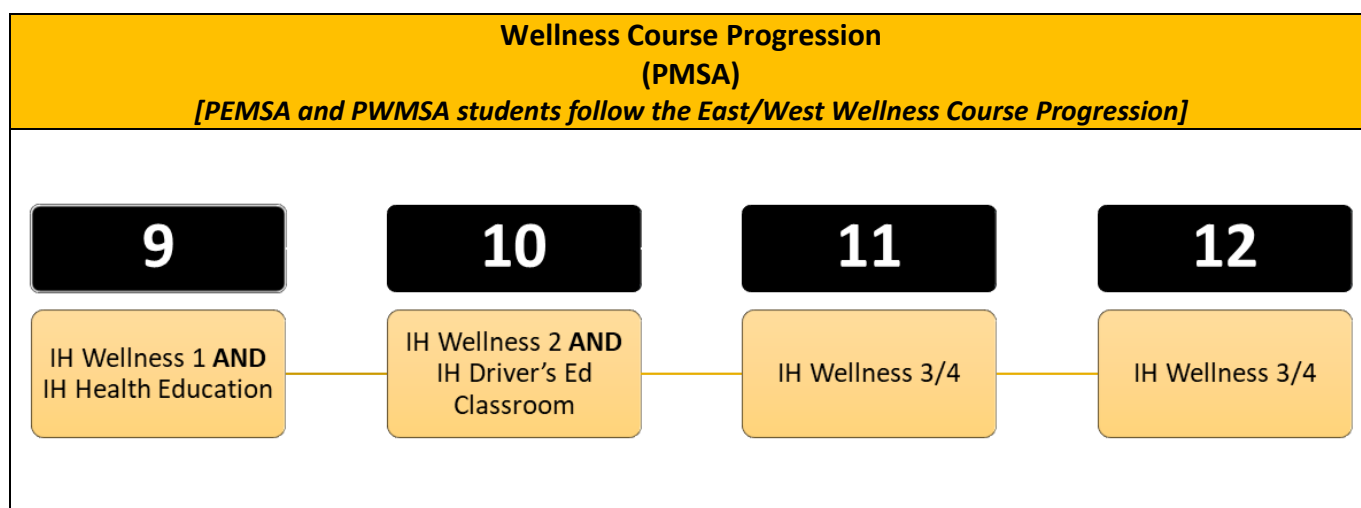 Wellness Course Progression
(PMSA)
[PEMSA and PWMSA students follow the East/West Wellness Course Progression]
9
10
11
12
IH Wellness 1 AND
IH Health Education
IH Wellness 2 AND
IH Driver’s Ed
Classroom
IH Wellness 3/4
IH Wellness 3/4